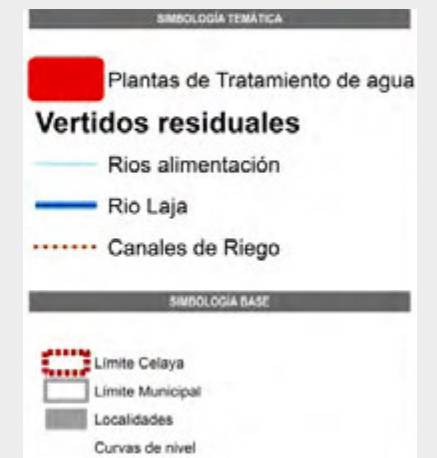 SIMBOLOGÍA TEMÁTICA
Plantas de Tratamiento de agua
Vertidos residuales
Rios alimentación
Rio Laja
Canales de Riego
SIMBOLOGÍA BASE
Límite Celaya
Límite Municipal
Localidades
Curvas de nivel